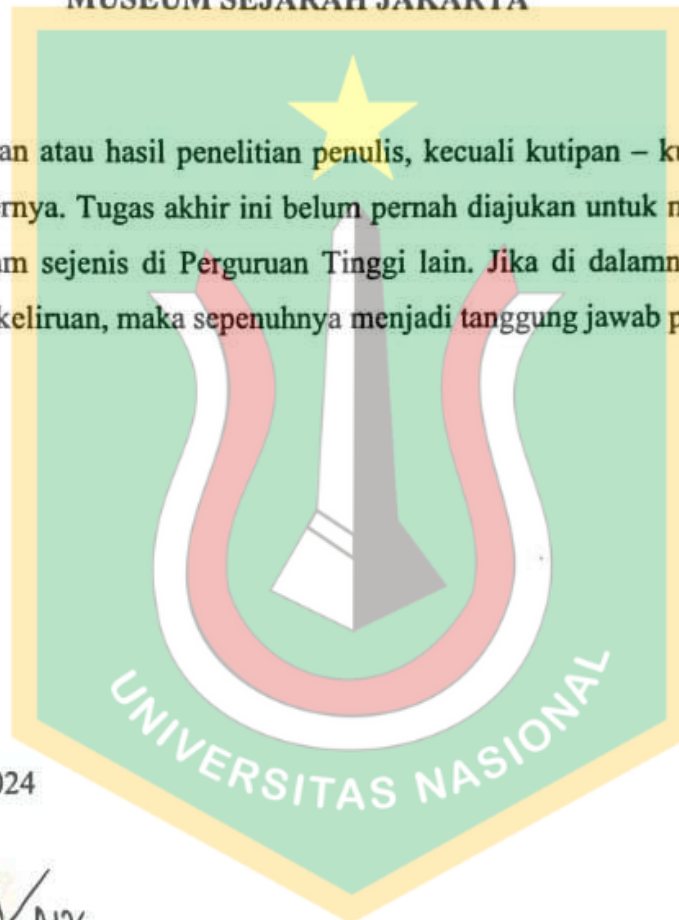 MUSEUM SEJARAH JAKARTA
an atau hasil penelitian penulis, kecuali kutipan – ku
rnya. Tugas akhir ini belum pernah diajukan untuk m
m sejenis di Perguruan Tinggi lain. Jika di dalamn
keliruan, maka sepenuhnya menjadi tanggung jawab p
UNIVERSITAS NASIONAL
024